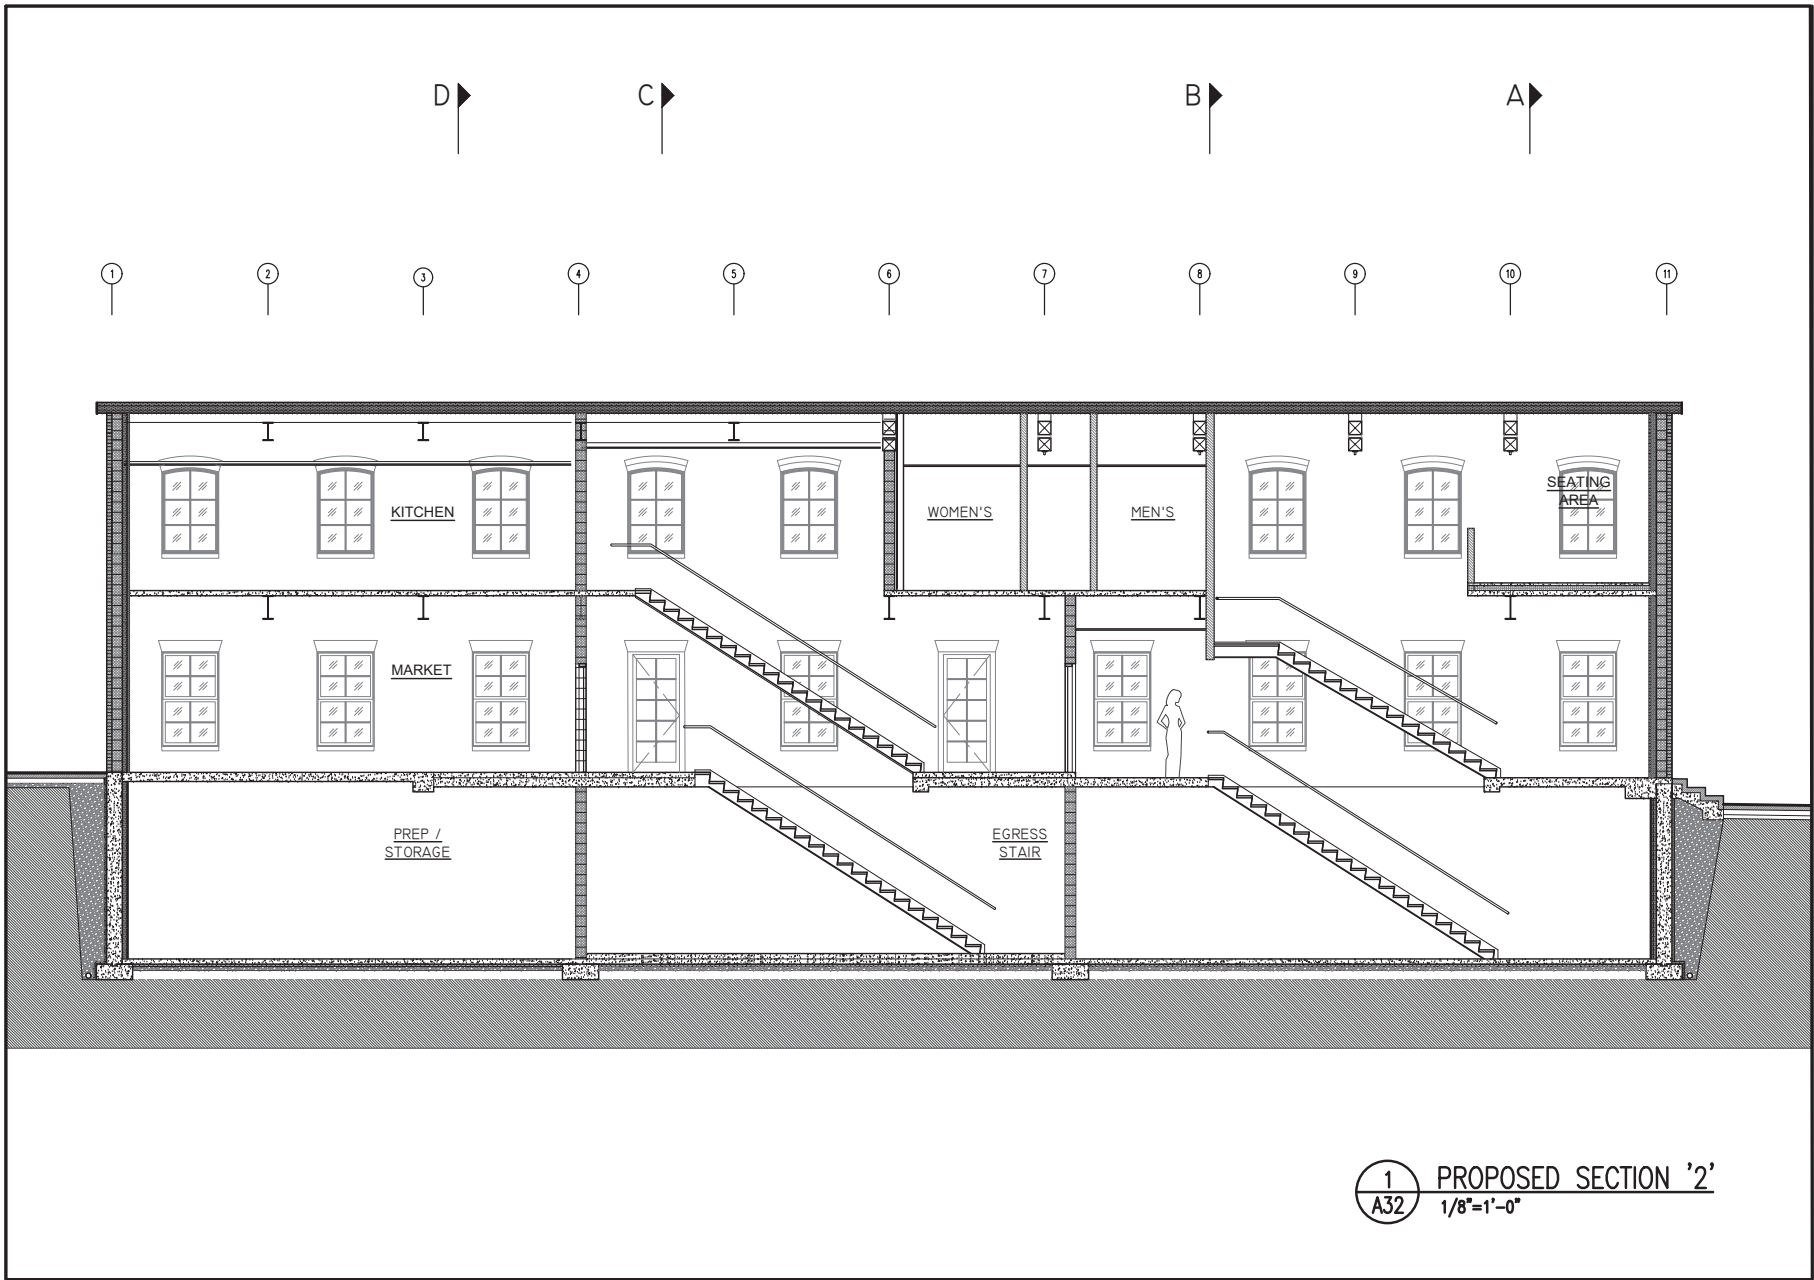 D
C
B
A
1
2
3
4
5
6
7
8
9
10
11
KITCHEN
WOMEN'S
MEN'S
SEATING
AREA
MARKET
PREP /
STORAGE
EGRESS
STAIR
1
A32
PROPOSED SECTION '2'
1/8"=1'-0"